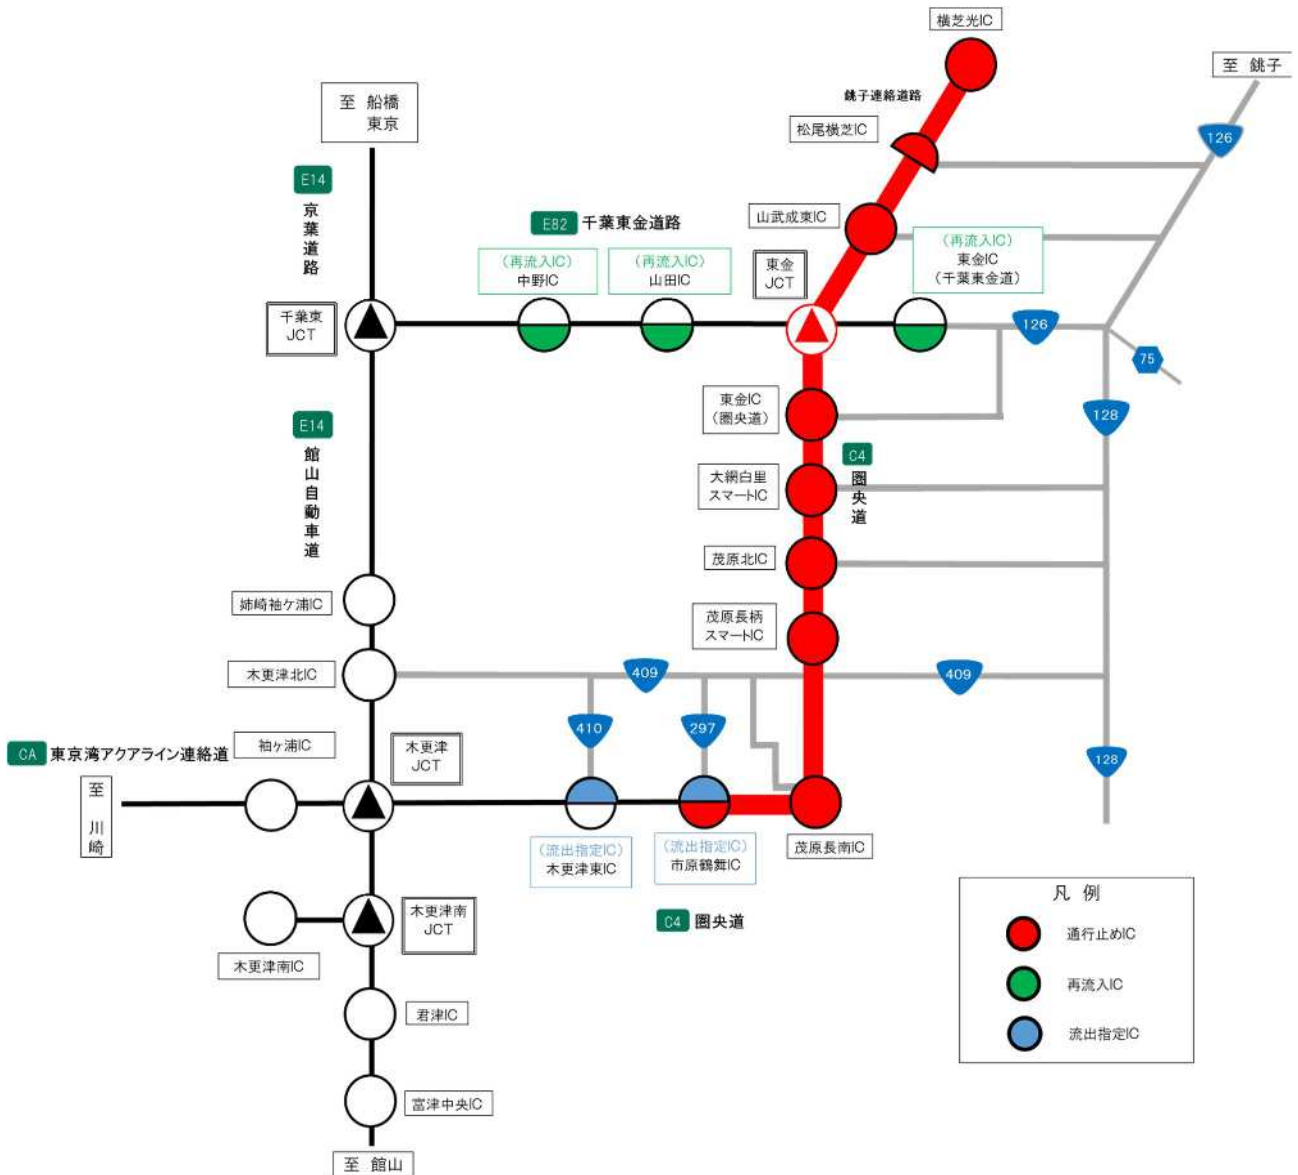 横芝光IC
至 銚子
126
銚子連絡道路
松尾横芝IC
至 船橋
東京
E14
京葉道路
E82 千葉東金道路
山武成東IC
(再流入IC)
中野IC
(再流入IC)
山田IC
東金
JCT
(再流入IC)
東金IC
(千葉東金道)
千葉東
JCT
126
75
東金IC
(圏央道)
128
E14
館山自動車道
C4
圏央道
大網白里
スマートIC
茂原北IC
姉崎袖ケ浦IC
茂原長柄
スマートIC
木更津北IC
409
409
410
297
CA 東京湾アクアライン連絡道
袖ヶ浦IC
木更津
JCT
128
至 川崎
(流出指定IC)
木更津東IC
(流出指定IC)
市原鶴舞IC
茂原長南IC
C4 圏央道
木更津南
JCT
木更津南IC
君津IC
富津中央IC
至 館山
凡 例
通行止めIC
再流入IC
流出指定IC